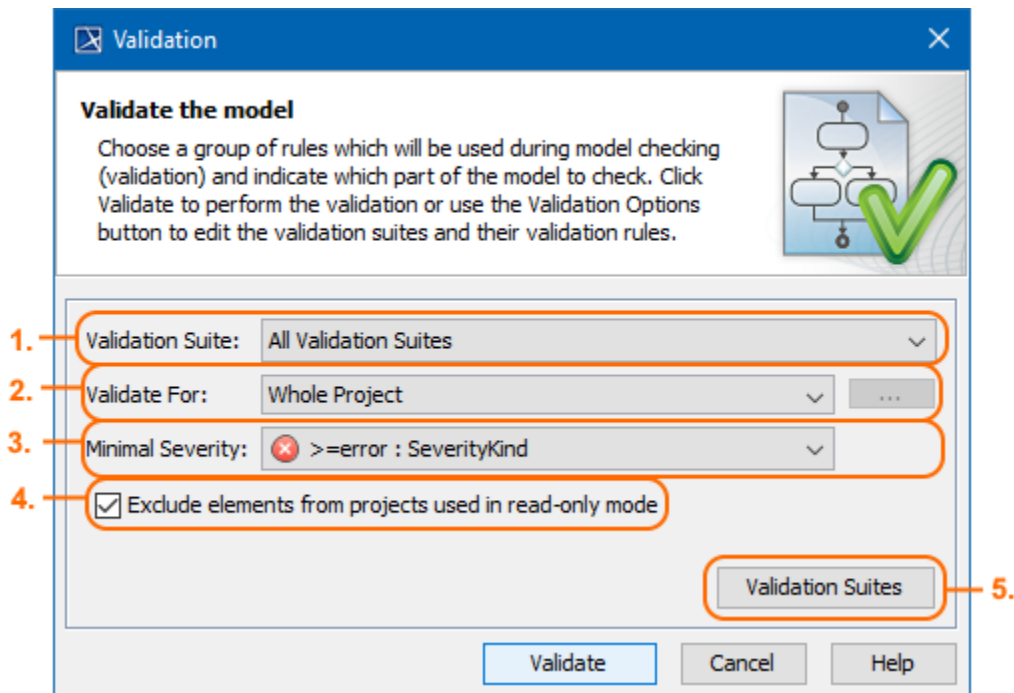 Validation
Validate the model
Choose a group of rules which will be used during model checking
(validation) and indicate which part of the model to check. Click
Validate to perform the validation or use the Validation Options
button to edit the validation suites and their validation rules.
1. Validation Suite: All Validation Suites
2. Validate For: Whole Project ...
3. Minimal Severity: >=error : SeverityKind
4. Exclude elements from projects used in read-only mode
Validation Suites 5.
Validate Cancel Help